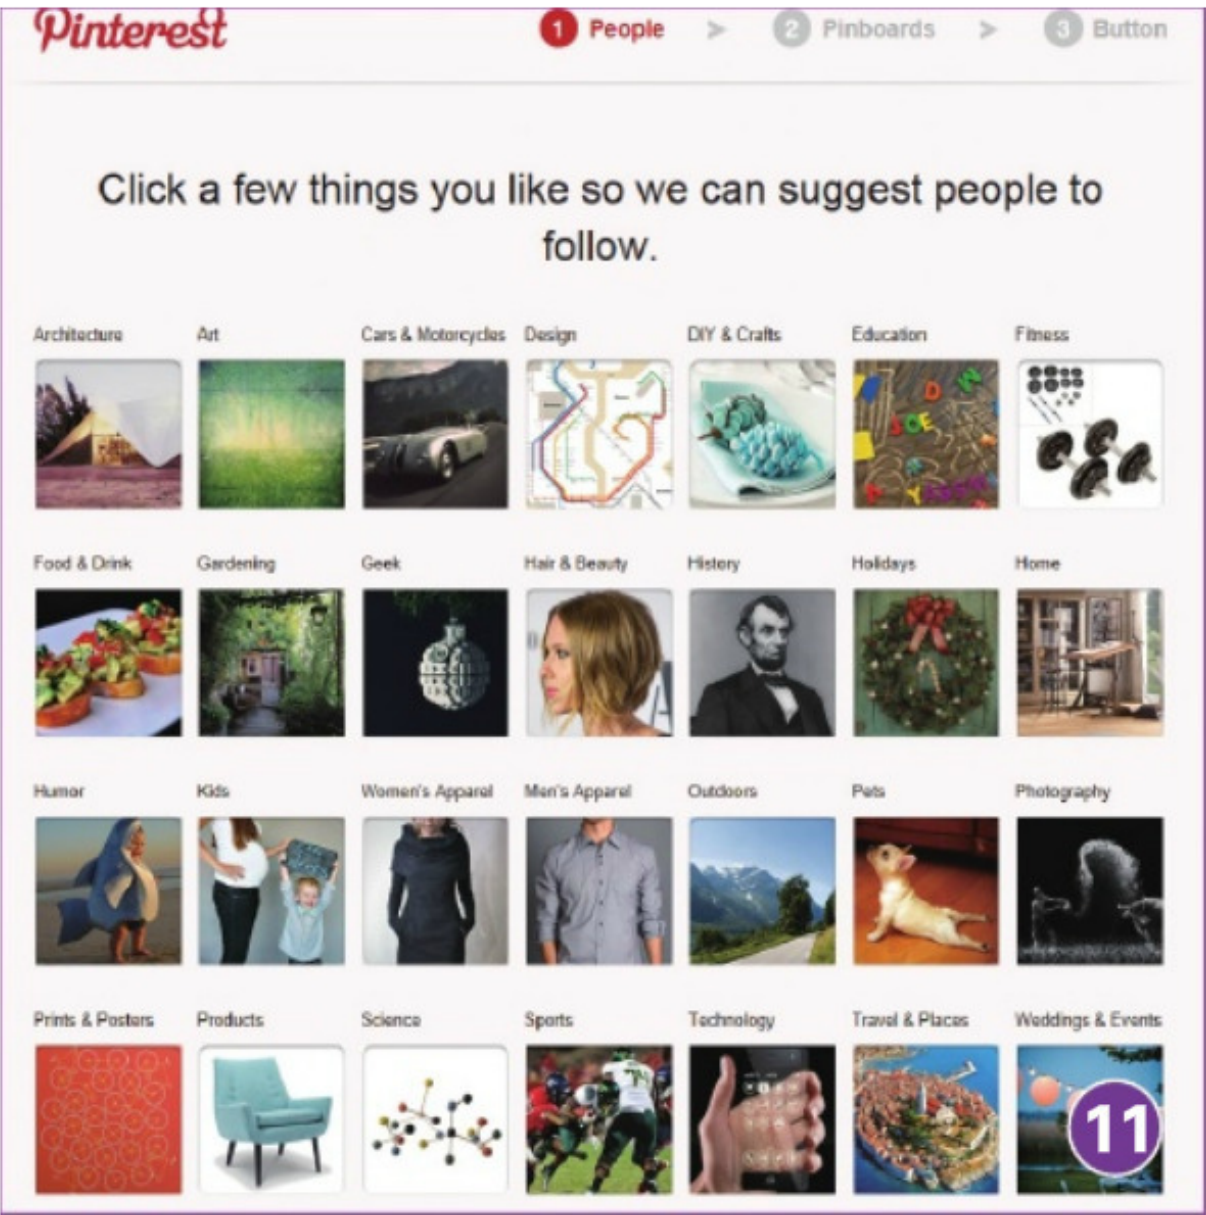 Pinterest
1 People > 2 Pinboards > 3 Button
Click a few things you like so we can suggest people to
follow.
Architecture Art Cars & Motorcycles Design DIY & Crafts Education Fitness
D W
JOE
Food & Drink Gardening Geek Hair & Beauty History Holidays Home
Humor Kids Women's Apparel Men's Apparel Outdoors Pets Photography
Prints & Posters Products Science Sports Technology Travel & Places Weddings & Events
11